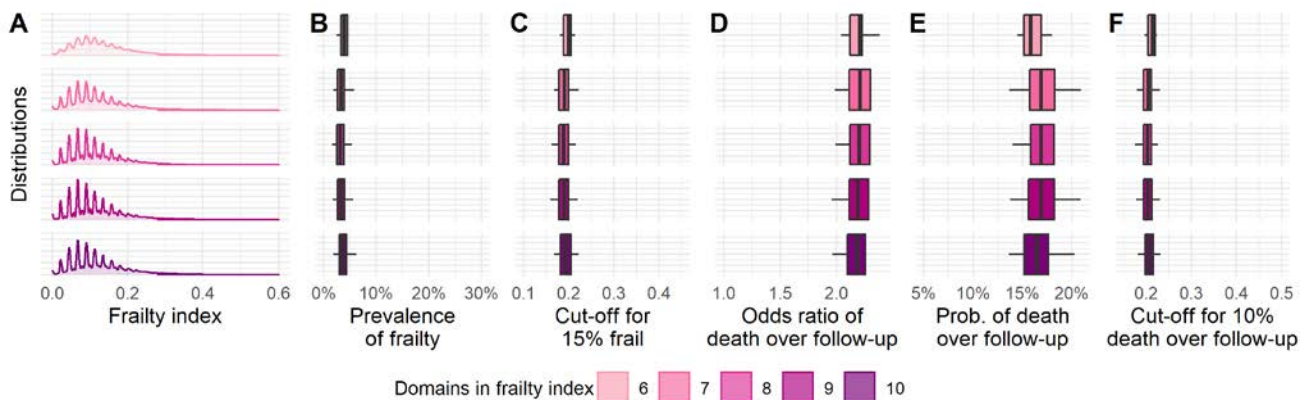 A B C D E F
Distributions
0.0 0.2 0.4 0.6 0% 10% 20% 30% 0.1 0.2 0.3 0.4 1.0 2.0 5% 10% 15% 20% 0.2 0.3 0.4 0.5
Frailty index Prevalence Cut-off for Odds ratio of Prob. of death Cut-off for 10%
of frailty 15% frail death over follow-up over follow-up death over follow-up
Domains in frailty index 6 7 8 9 10